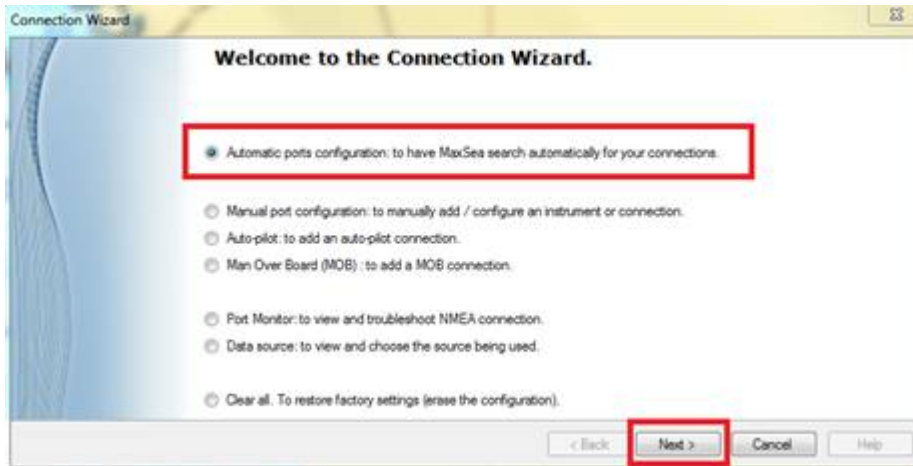 Connection Wizard
Welcome to the Connection Wizard.
Automatic ports configuration: to have MaxSea search automatically for your connections.
Manual port configuration: to manually add / configure an instrument or connection.
Auto-pilot: to add an auto-pilot connection.
Man Over Board (MOB) : to add a MOB connection.
Port Monitor: to view and troubleshoot NMEA connection.
Data source: to view and choose the source being used.
Clear all. To restore factory settings (erase the configuration).
< Back Next > Cancel Help